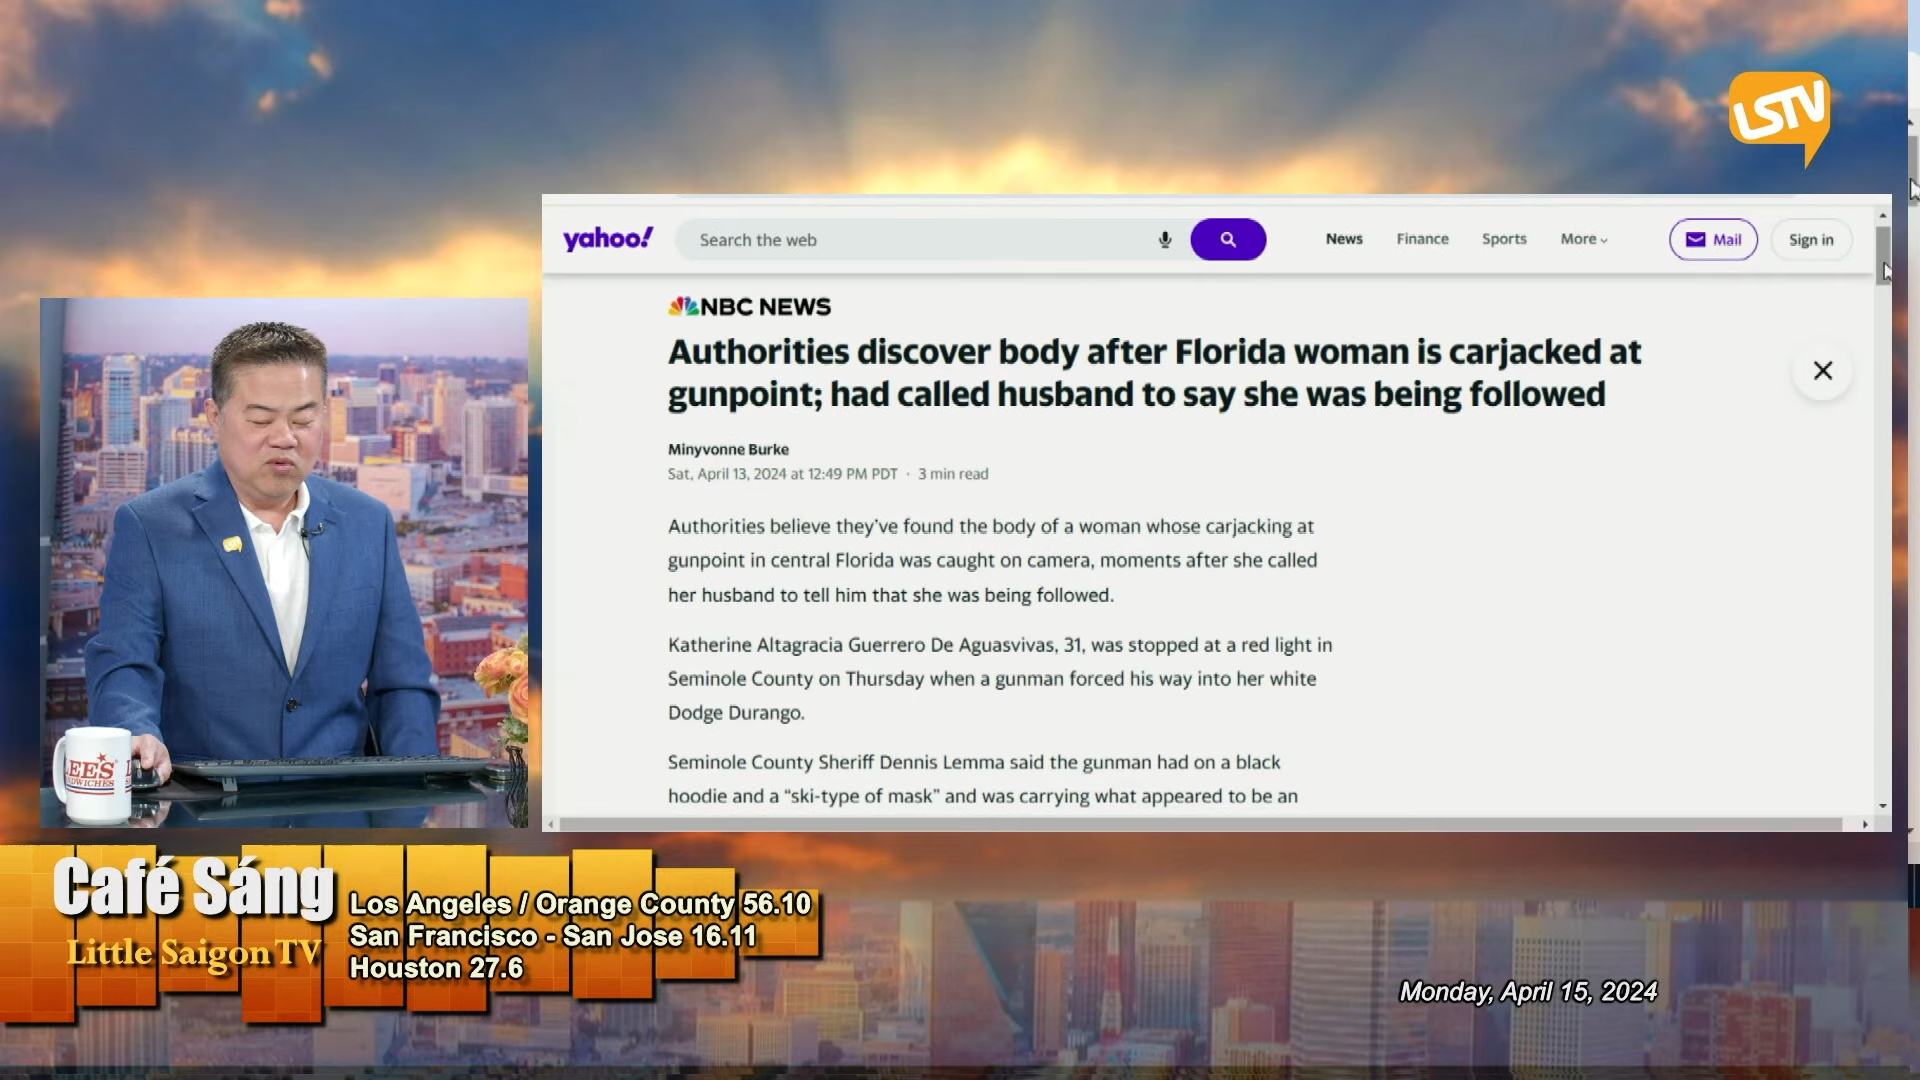 LSTV
yahoo!
Search the web
News
Finance
Sports
More
Mail
Sign in
NBC NEWS
Authorities discover body after Florida woman is carjacked at
gunpoint; had called husband to say she was being followed
Minyvonne Burke
Sat, April 13, 2024 at 12:49 PM PDT · 3 min read
Authorities believe they've found the body of a woman whose carjacking at
gunpoint in central Florida was caught on camera, moments after she called
her husband to tell him that she was being followed.
Katherine Altagracia Guerrero De Aguasvivas, 31, was stopped at a red light in
Seminole County on Thursday when a gunman forced his way into her white
Dodge Durango.
Seminole County Sheriff Dennis Lemma said the gunman had on a black
hoodie and a “ski-type of mask” and was carrying what appeared to be an
LEE'S
SANDWICHES
Café Sáng
Little Saigon TV
Los Angeles / Orange County 56.10
San Francisco - San Jose 16.11
Houston 27.6
Monday, April 15, 2024